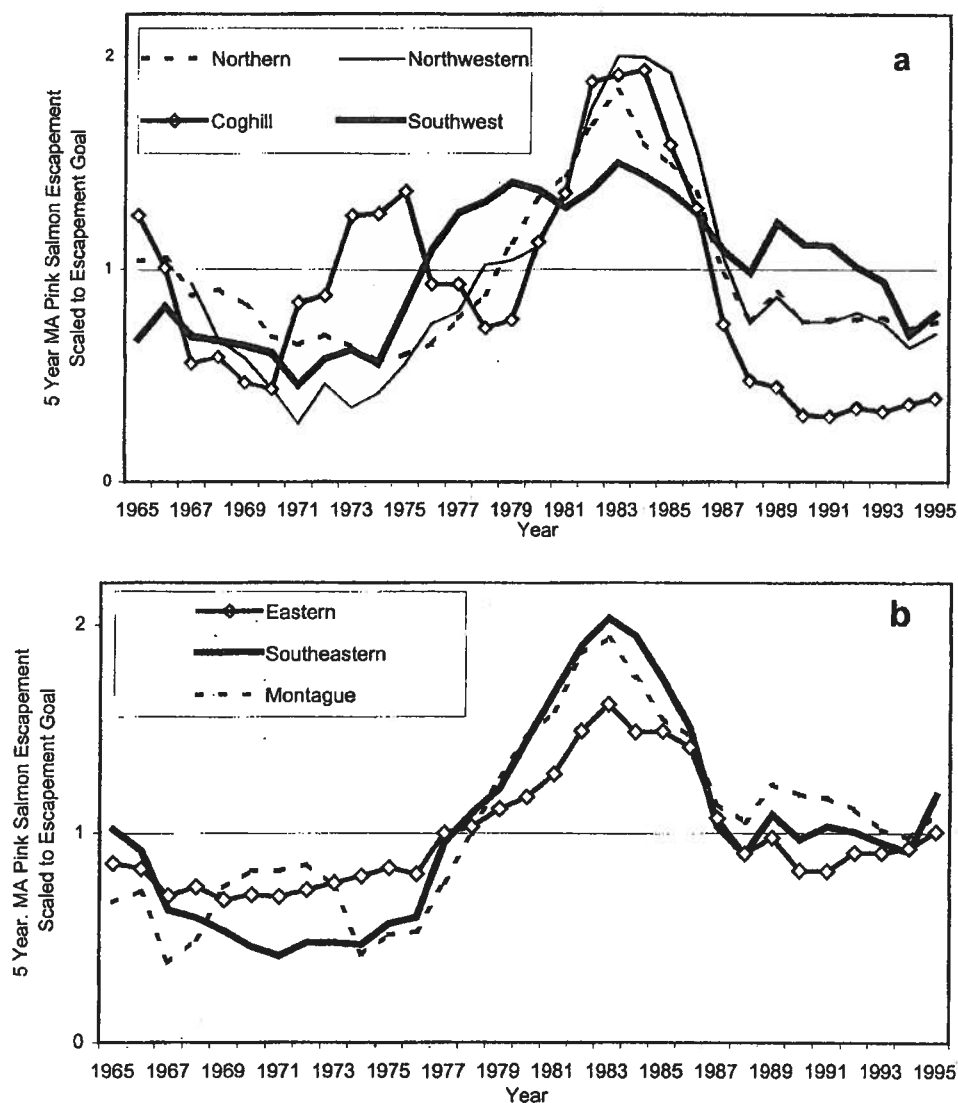 a
Northern
Northwestern
Coghill
Southwest
5 Year MA Pink Salmon Escapement
Scaled to Escapement Goal
2
1
0
1965 1967 1969 1971 1973 1975 1977 1979 1981 1983 1985 1987 1989 1991 1993 1995
Year
b
Eastern
Southeastern
Montague
5 Year. MA Pink Salmon Escapement
Scaled to Escapement Goal
2
1
0
1965 1967 1969 1971 1973 1975 1977 1979 1981 1983 1985 1987 1989 1991 1993 1995
Year